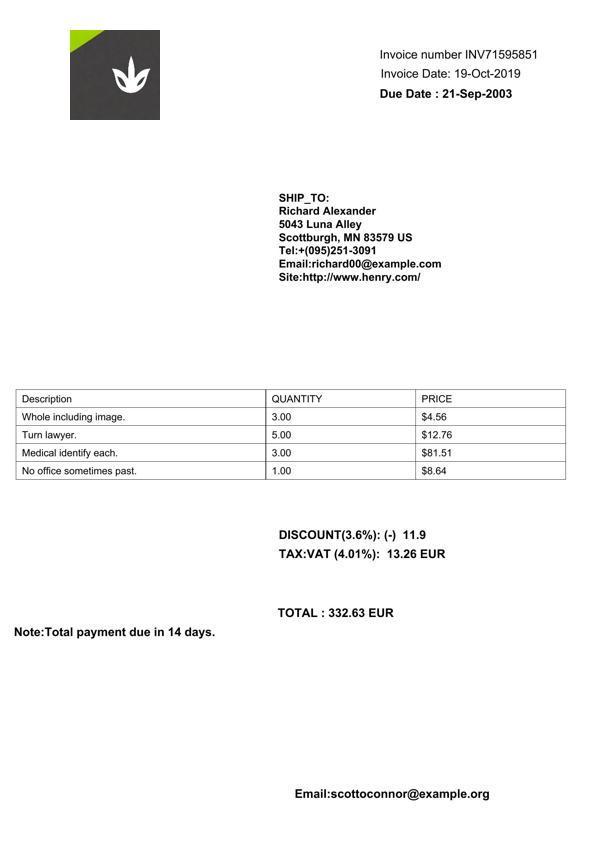 Invoice number INV71595851
Invoice Date: 19-Oct-2019
Due Date : 21-Sep-2003
SHIP_TO:
Richard Alexander
5043 Luna Alley
Scottburgh, MN 83579 US
Tel:+(095)251-3091
Email:richard00@example.com
Site:http://www.henry.com/
Description QUANTITY PRICE
Whole including image. 3.00 $4.56
Turn lawyer. 5.00 $12.76
Medical identify each. 3.00 $81.51
No office sometimes past. 1.00 $8.64
DISCOUNT(3.6%): (-) 11.9
TAX:VAT (4.01%): 13.26 EUR
TOTAL : 332.63 EUR
Note:Total payment due in 14 days.
Email:scottoconnor@example.org